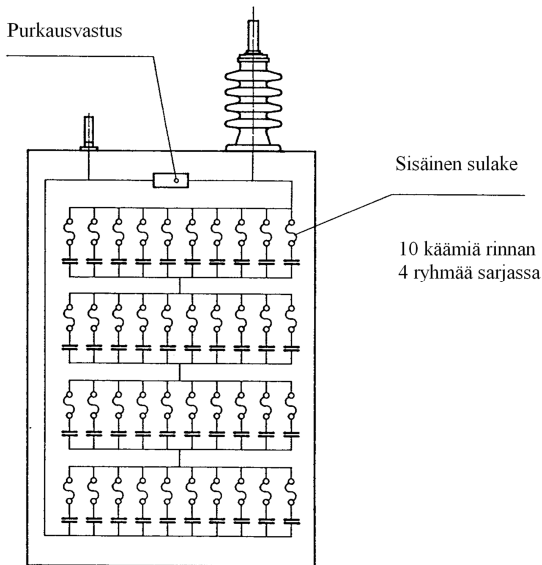 Purkausvastus
Sisäinen sulake
10 käämiä rinnan
4 ryhmää sarjassa